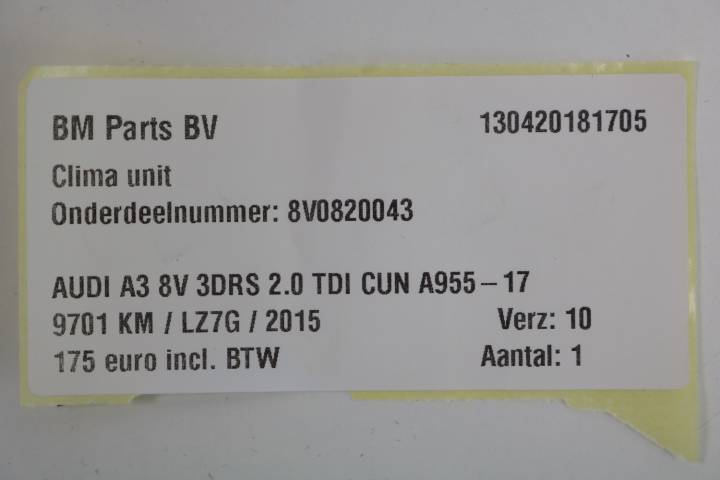 BM Parts BV 130420181705
Clima unit
Onderdeelnummer: 8V0820043
AUDI A3 8V 3DRS 2.0 TDI CUN A955-17
9701 KM / LZ7G / 2015 Verz: 10
175 euro incl. BTW Aantal: 1